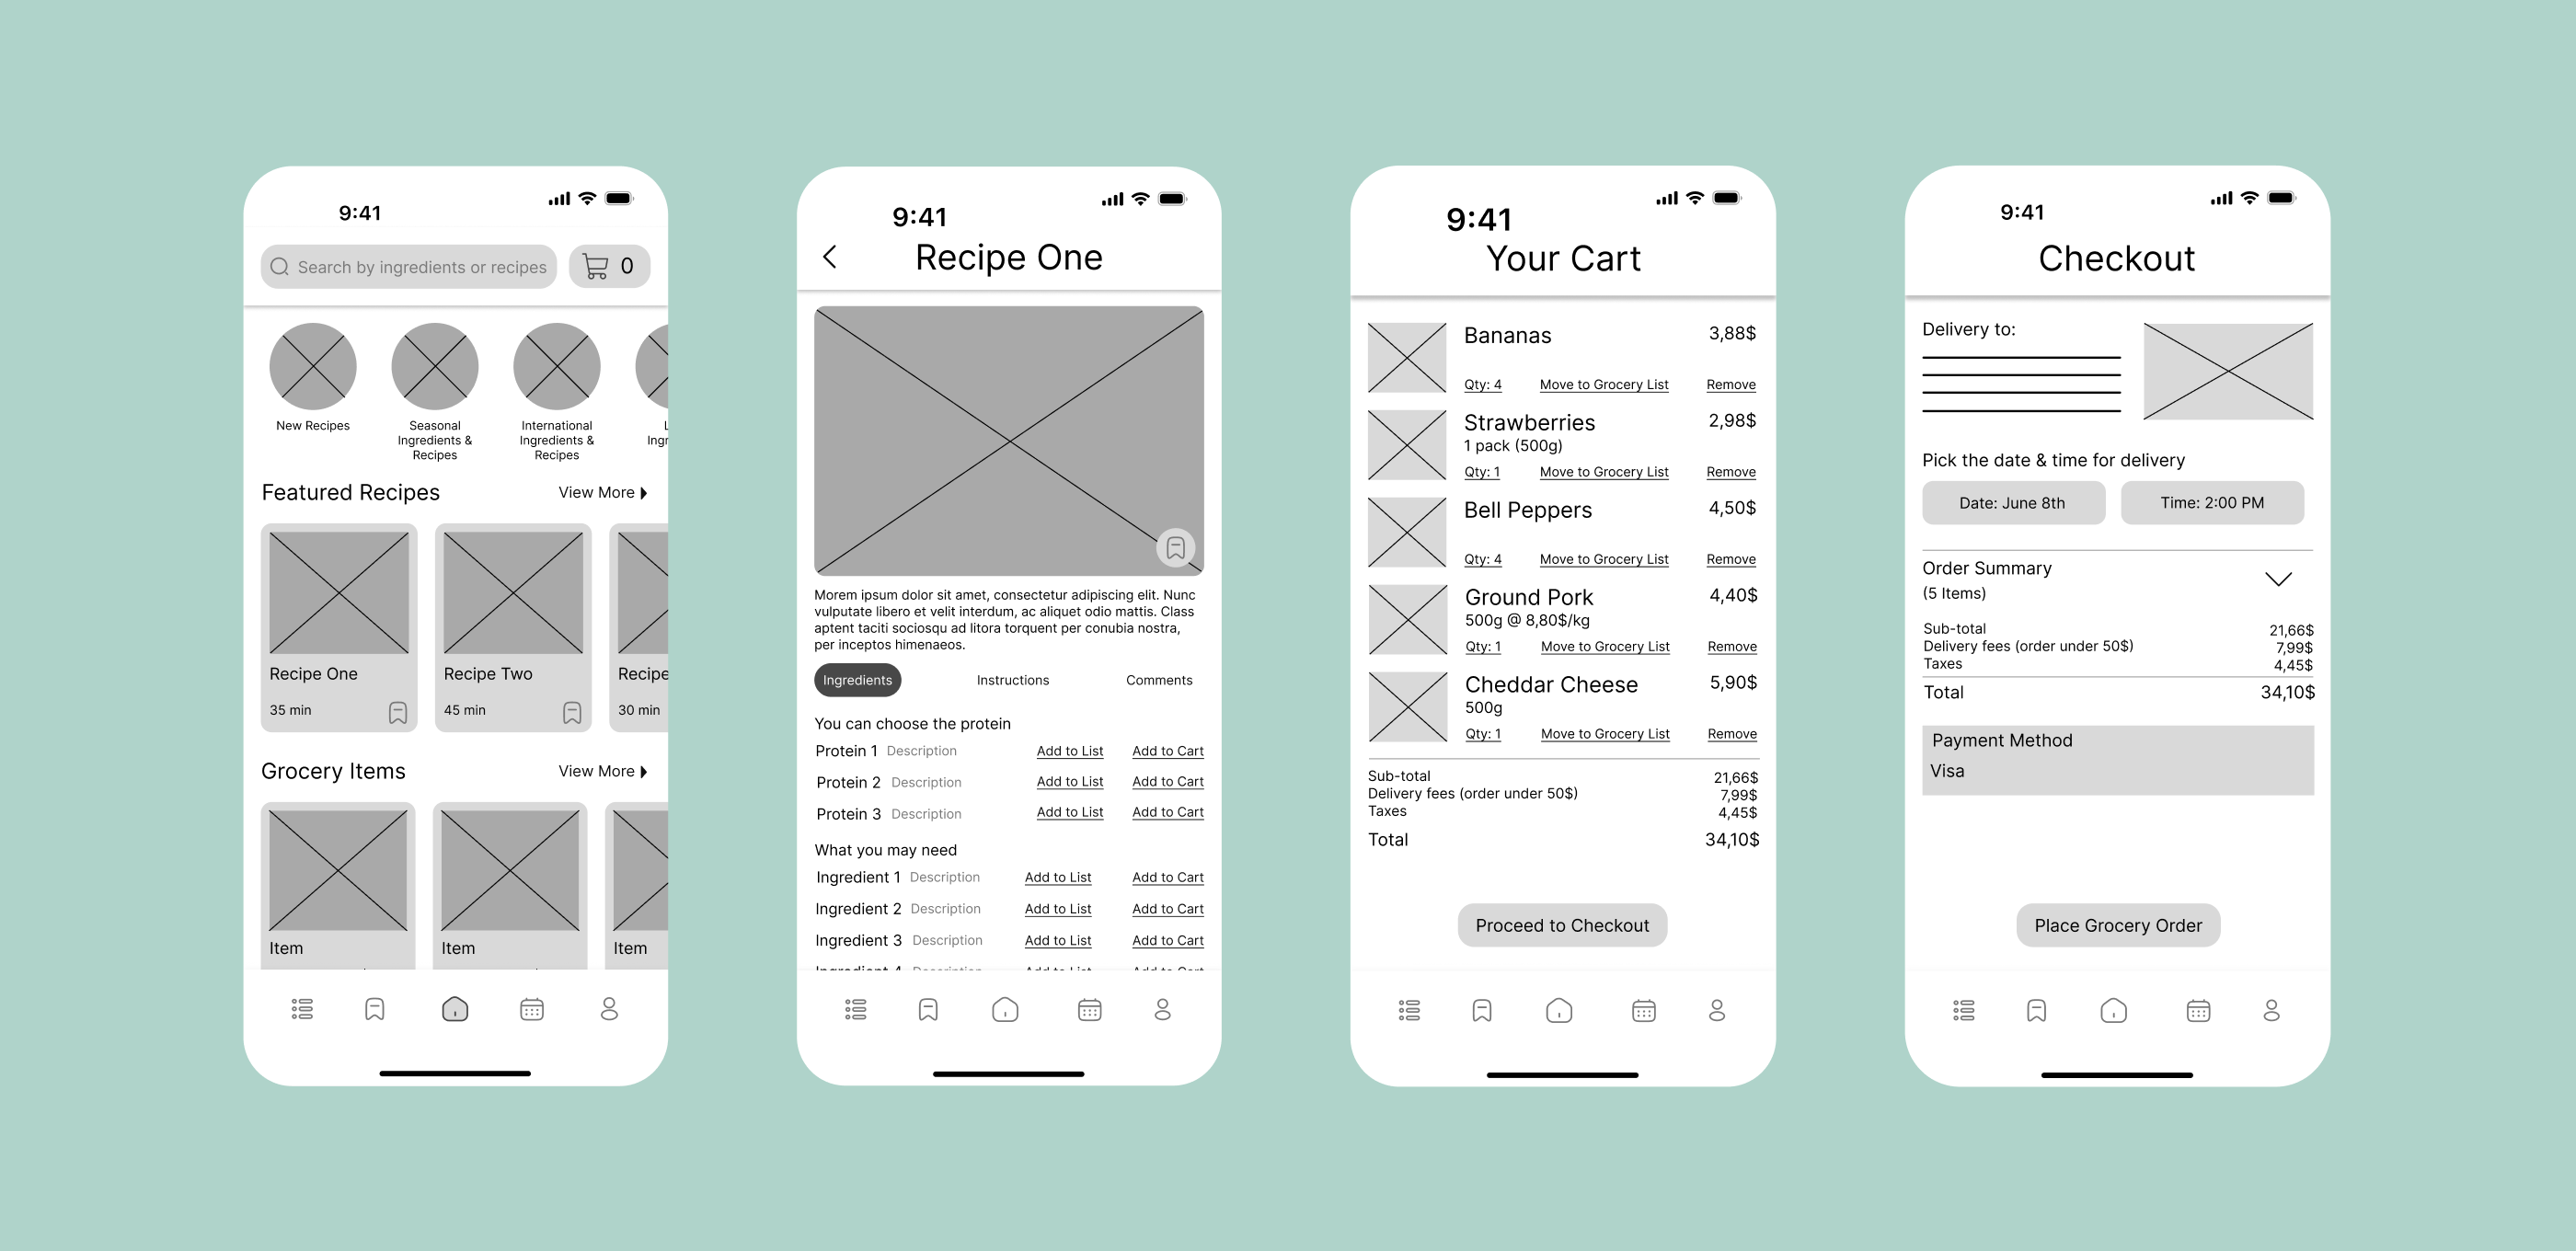 9:41
Search by ingredients or recipes
0
New Recipes
Seasonal
Ingredients &
Recipes
International
Ingredients &
Recipes
L
Ingr
Featured Recipes
View More
Recipe One
35 min
Recipe Two
45 min
Recipe
30 min
Grocery Items
View More
Item
Item
Item
9:41
Recipe One
Morem ipsum dolor sit amet, consectetur adipiscing elit. Nunc
vulputate libero et velit interdum, ac aliquet odio mattis. Class
aptent taciti sociosqu ad litora torquent per conubia nostra,
per inceptos himenaeos.
Ingredients Instructions Comments
You can choose the protein
Protein 1 Description Add to List Add to Cart
Protein 2 Description Add to List Add to Cart
Protein 3 Description Add to List Add to Cart
What you may need
Ingredient 1 Description Add to List Add to Cart
Ingredient 2 Description Add to List Add to Cart
Ingredient 3 Description Add to List Add to Cart
Ingredient 4 Description Add to List Add to Cart
9:41
Your Cart
Bananas 3,88$
Qty: 4 Move to Grocery List Remove
Strawberries 2,98$
1 pack (500g)
Qty: 1 Move to Grocery List Remove
Bell Peppers 4,50$
Qty: 4 Move to Grocery List Remove
Ground Pork 4,40$
500g @ 8,80$/kg
Qty: 1 Move to Grocery List Remove
Cheddar Cheese 5,90$
500g
Qty: 1 Move to Grocery List Remove
Sub-total 21,66$
Delivery fees (order under 50$) 7,99$
Taxes 4,45$
Total 34,10$
Proceed to Checkout
9:41
Checkout
Delivery to:
Pick the date & time for delivery
Date: June 8th
Time: 2:00 PM
Order Summary
(5 Items)
Sub-total 21,66$
Delivery fees (order under 50$) 7,99$
Taxes 4,45$
Total 34,10$
Payment Method
Visa
Place Grocery Order